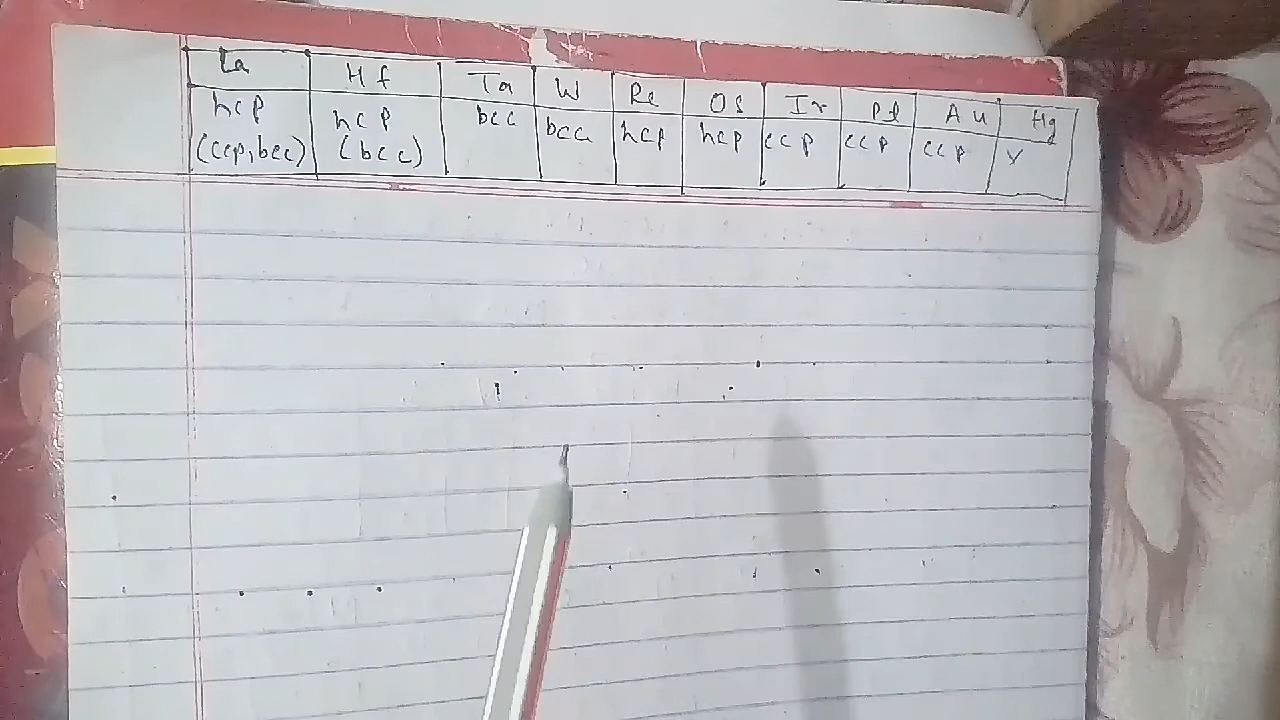 La Hf Ta W Re Os Ir Pt Au Hg
hcp hcp bcc bcc hcp hcp ccp ccp ccp X
(ccp,bcc) (bcc)